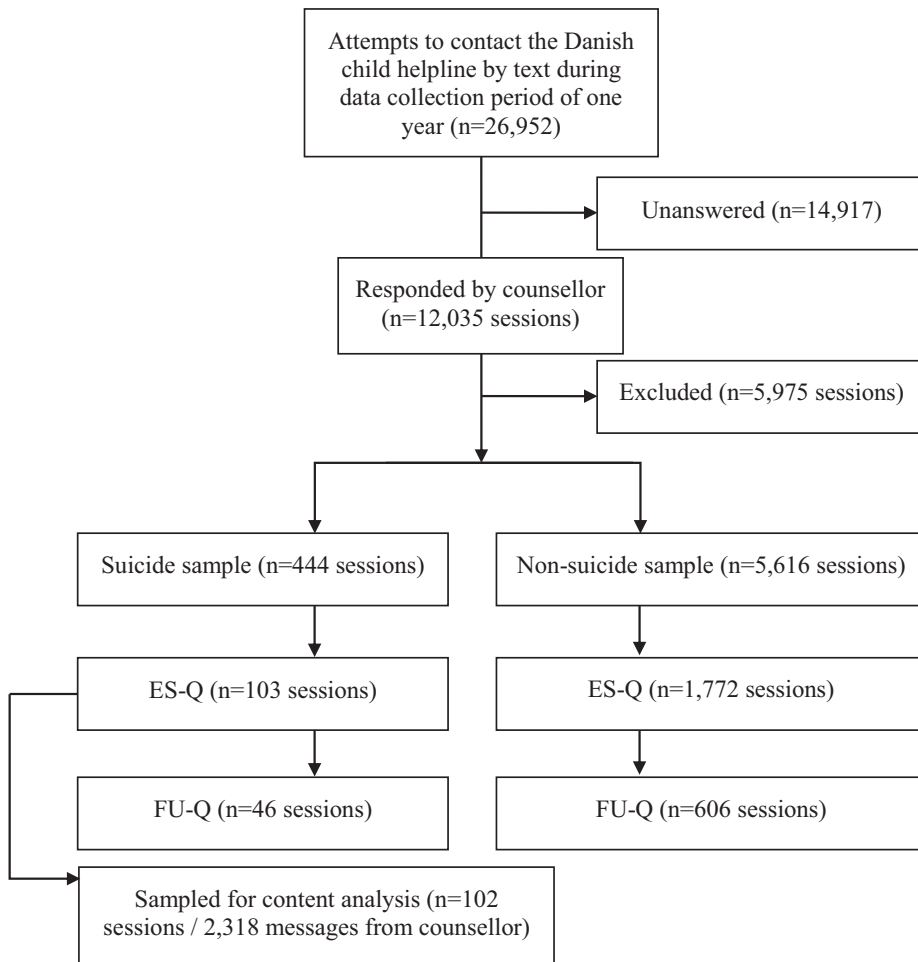 Attempts to contact the Danish
child helpline by text during
data collection period of one
year (n=26,952)
Unanswered (n=14,917)
Responded by counsellor
(n=12,035 sessions)
Excluded (n=5,975 sessions)
Suicide sample (n=444 sessions)
Non-suicide sample (n=5,616 sessions)
ES-Q (n=103 sessions)
ES-Q (n=1,772 sessions)
FU-Q (n=46 sessions)
FU-Q (n=606 sessions)
Sampled for content analysis (n=102
sessions / 2,318 messages from counsellor)